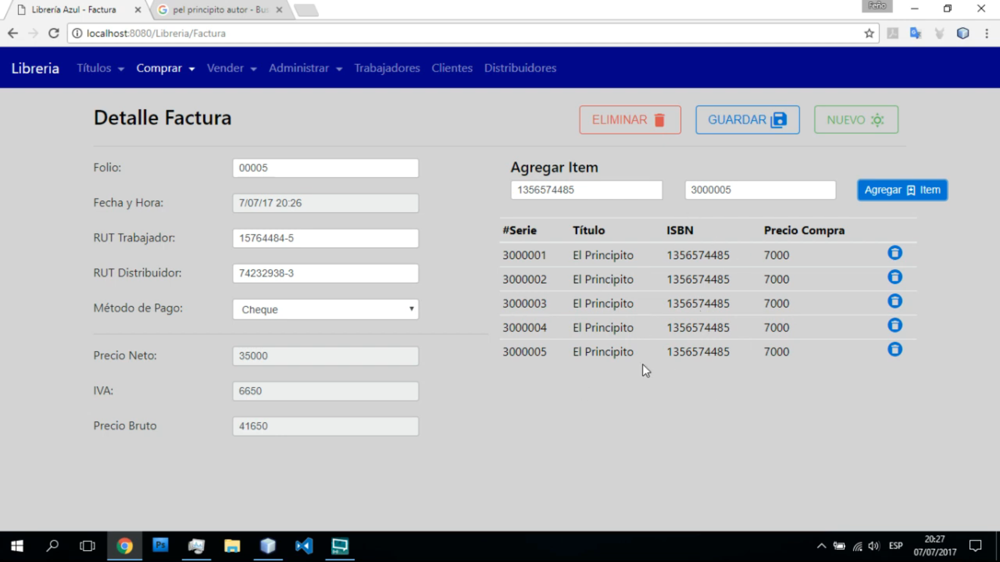 Librería Azul - Factura
pel principito autor - Bus
Feño
localhost:8080/Libreria/Factura
Libreria Títulos Comprar Vender Administrar Trabajadores Clientes Distribuidores
Detalle Factura
ELIMINAR
GUARDAR
NUEVO
Folio: 00005
Fecha y Hora: 7/07/17 20:26
RUT Trabajador: 15764484-5
RUT Distribuidor: 74232938-3
Método de Pago: Cheque
Precio Neto: 35000
IVA: 6650
Precio Bruto 41650
Agregar Item
1356574485 3000005 Agregar Item
#Serie Título ISBN Precio Compra
3000001 El Principito 1356574485 7000
3000002 El Principito 1356574485 7000
3000003 El Principito 1356574485 7000
3000004 El Principito 1356574485 7000
3000005 El Principito 1356574485 7000
Ps
ESP
20:27
07/07/2017